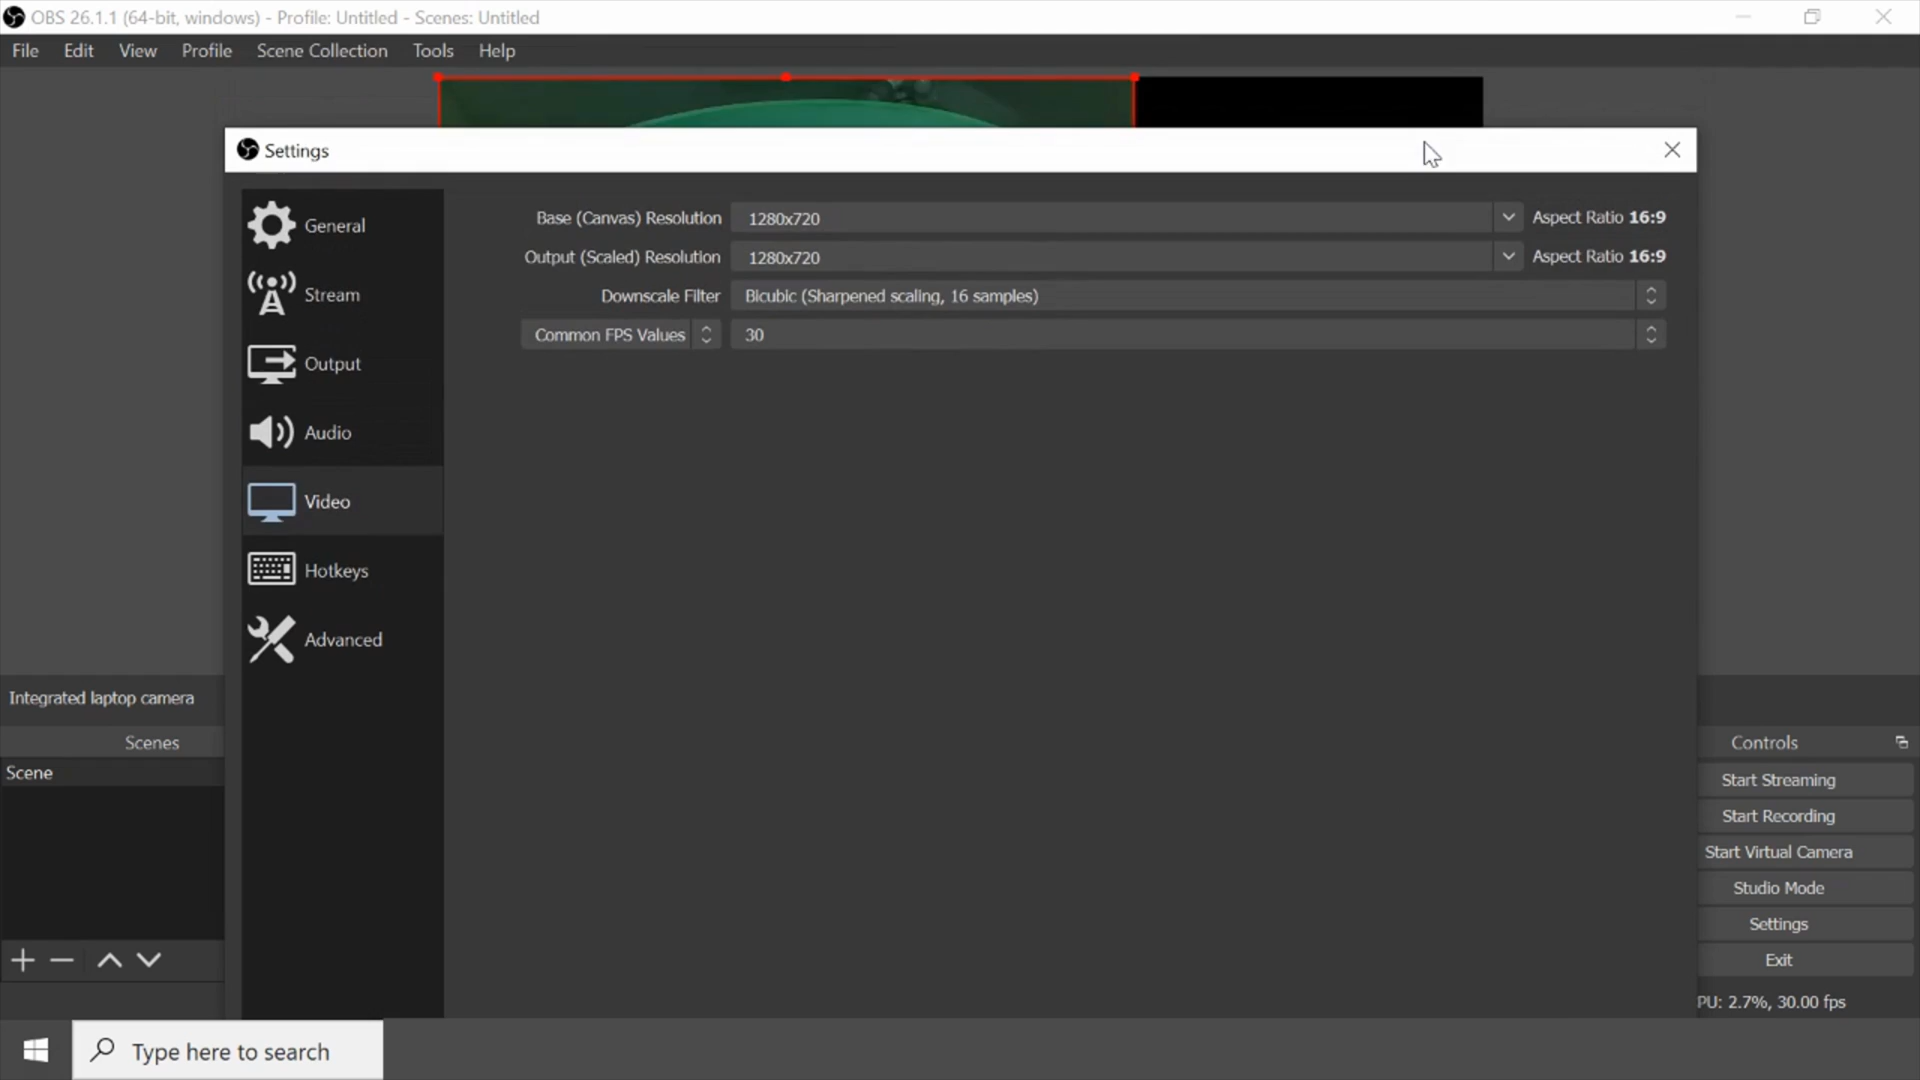 OBS 26.1.1 (64-bit, windows) - Profile: Untitled - Scenes: Untitled
File Edit View Profile Scene Collection Tools Help
Settings
General
Stream
Output
Audio
Video
Hotkeys
Advanced
Base (Canvas) Resolution 1280x720 Aspect Ratio 16:9
Output (Scaled) Resolution 1280x720 Aspect Ratio 16:9
Downscale Filter Bicubic (Sharpened scaling, 16 samples)
Common FPS Values 30
Integrated laptop camera
Scenes
Scene
Controls
Start Streaming
Start Recording
Start Virtual Camera
Studio Mode
Settings
Exit
PU: 2.7%, 30.00 fps
Type here to search